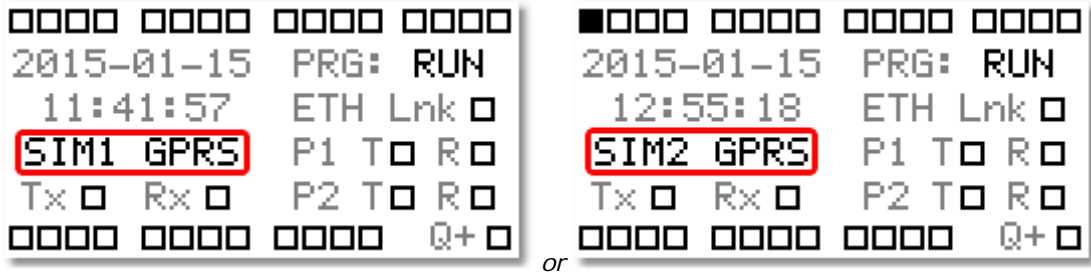 2015-01-15 PRG: RUN
11:41:57 ETH Lnk
SIM1 GPRS P1 T R
Tx Rx P2 T R
Q+
or
2015-01-15 PRG: RUN
12:55:18 ETH Lnk
SIM2 GPRS P1 T R
Tx Rx P2 T R
Q+